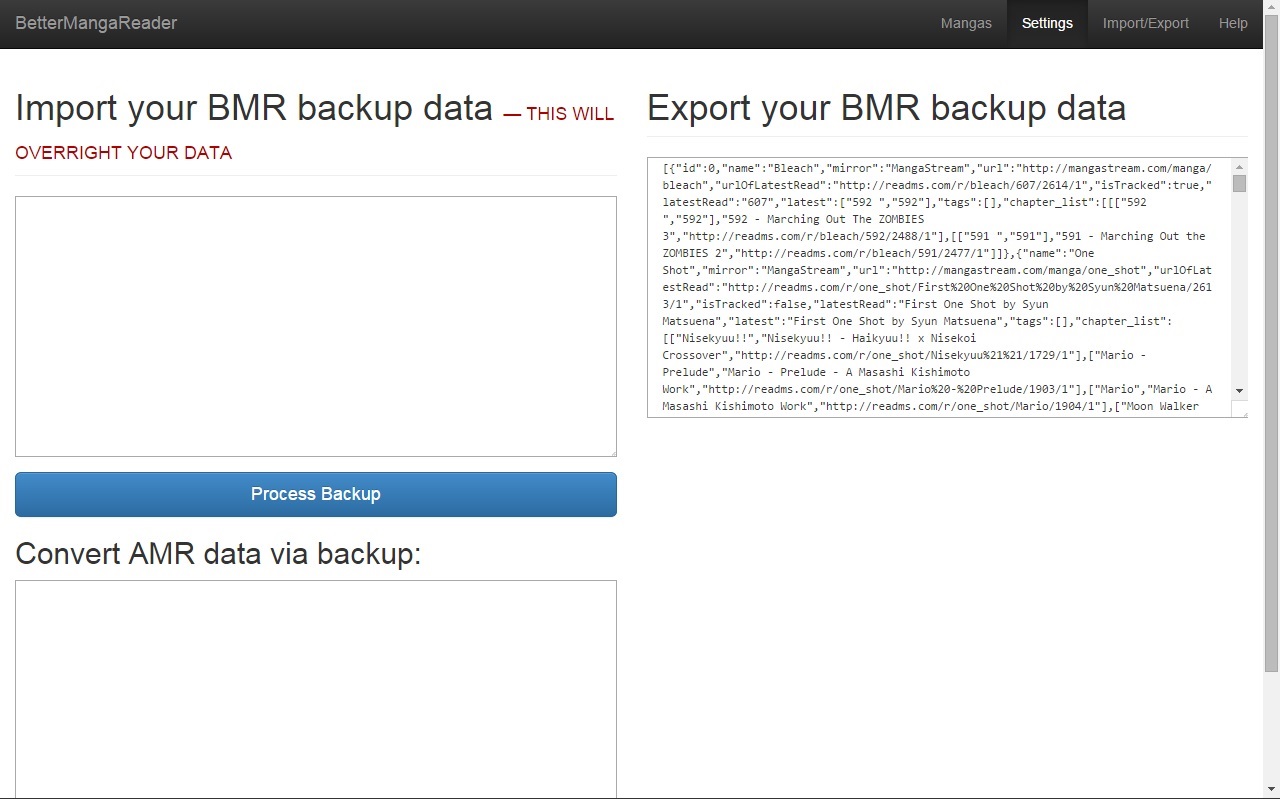 BetterMangaReader
Mangas
Settings
Import/Export
Help
Import your BMR backup data — THIS WILL
OVERRIGHT YOUR DATA
Process Backup
Convert AMR data via backup:
Export your BMR backup data
[{"id":0,"name":"Bleach","mirror":"MangaStream","url":"http://mangastream.com/manga/
bleach","urlOfLatestRead":"http://readms.com/r/bleach/607/2614/1","isTracked":true,"
latestRead":"607","latest":["592 ","592"],"tags":[],"chapter_list":[[["592
","592"],"592 - Marching Out The ZOMBIES
3","http://readms.com/r/bleach/592/2488/1"],[["591 ","591"],"591 - Marching Out the
ZOMBIES 2","http://readms.com/r/bleach/591/2477/1"]]},{"name":"One
Shot","mirror":"MangaStream","url":"http://mangastream.com/manga/one_shot","urlOfLat
estRead":"http://readms.com/r/one_shot/First%20One%20Shot%20by%20Syun%20Matsuena/261
3/1","isTracked":false,"latestRead":"First One Shot by Syun
Matsuena","latest":"First One Shot by Syun Matsuena","tags":[],"chapter_list":
[["Nisekyuu!!","Nisekyuu!! - Haikyuu!! x Nisekoi
Crossover","http://readms.com/r/one_shot/Nisekyuu%21%21/1729/1"],["Mario -
Prelude","Mario - Prelude - A Masashi Kishimoto
Work","http://readms.com/r/one_shot/Mario%20-%20Prelude/1903/1"],["Mario","Mario - A
Masashi Kishimoto Work","http://readms.com/r/one_shot/Mario/1904/1"],["Moon Walker